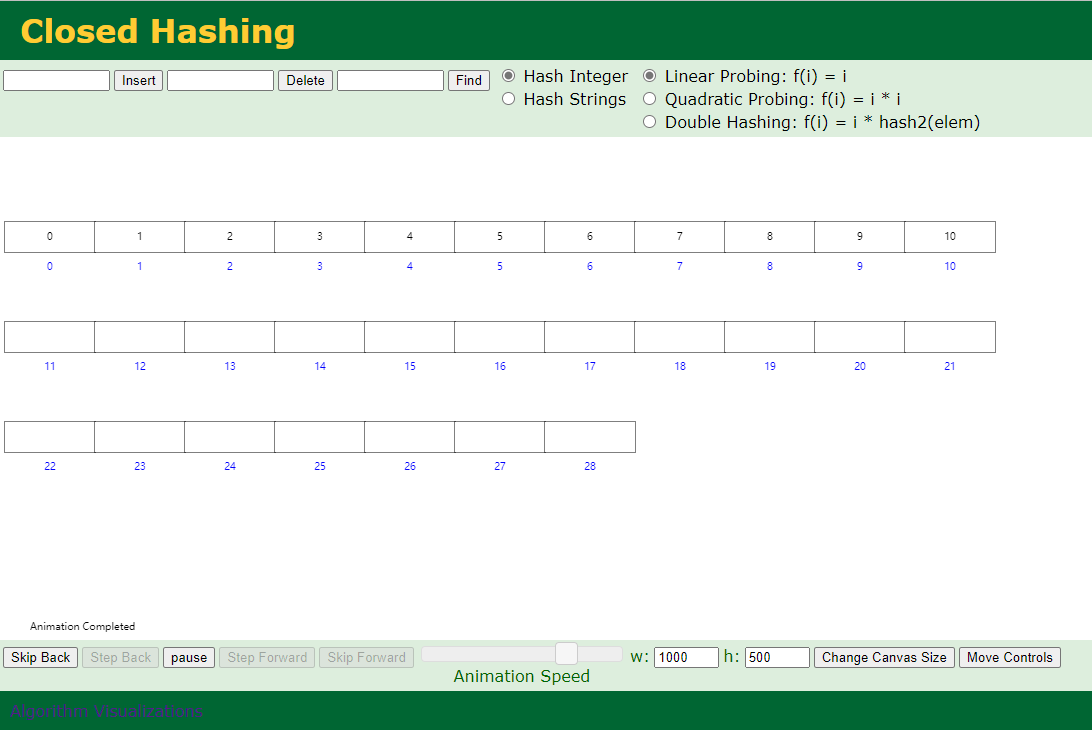 Closed Hashing
Insert Delete Find Hash Integer Linear Probing: f(i) = i
Hash Strings Quadratic Probing: f(i) = i * i
Double Hashing: f(i) = i * hash2(elem)
0 1 2 3 4 5 6 7 8 9 10
0 1 2 3 4 5 6 7 8 9 10
11 12 13 14 15 16 17 18 19 20 21
22 23 24 25 26 27 28
Animation Completed
Skip Back Step Back pause Step Forward Skip Forward w: 1000 h: 500 Change Canvas Size Move Controls
Animation Speed
Algorithm Visualizations